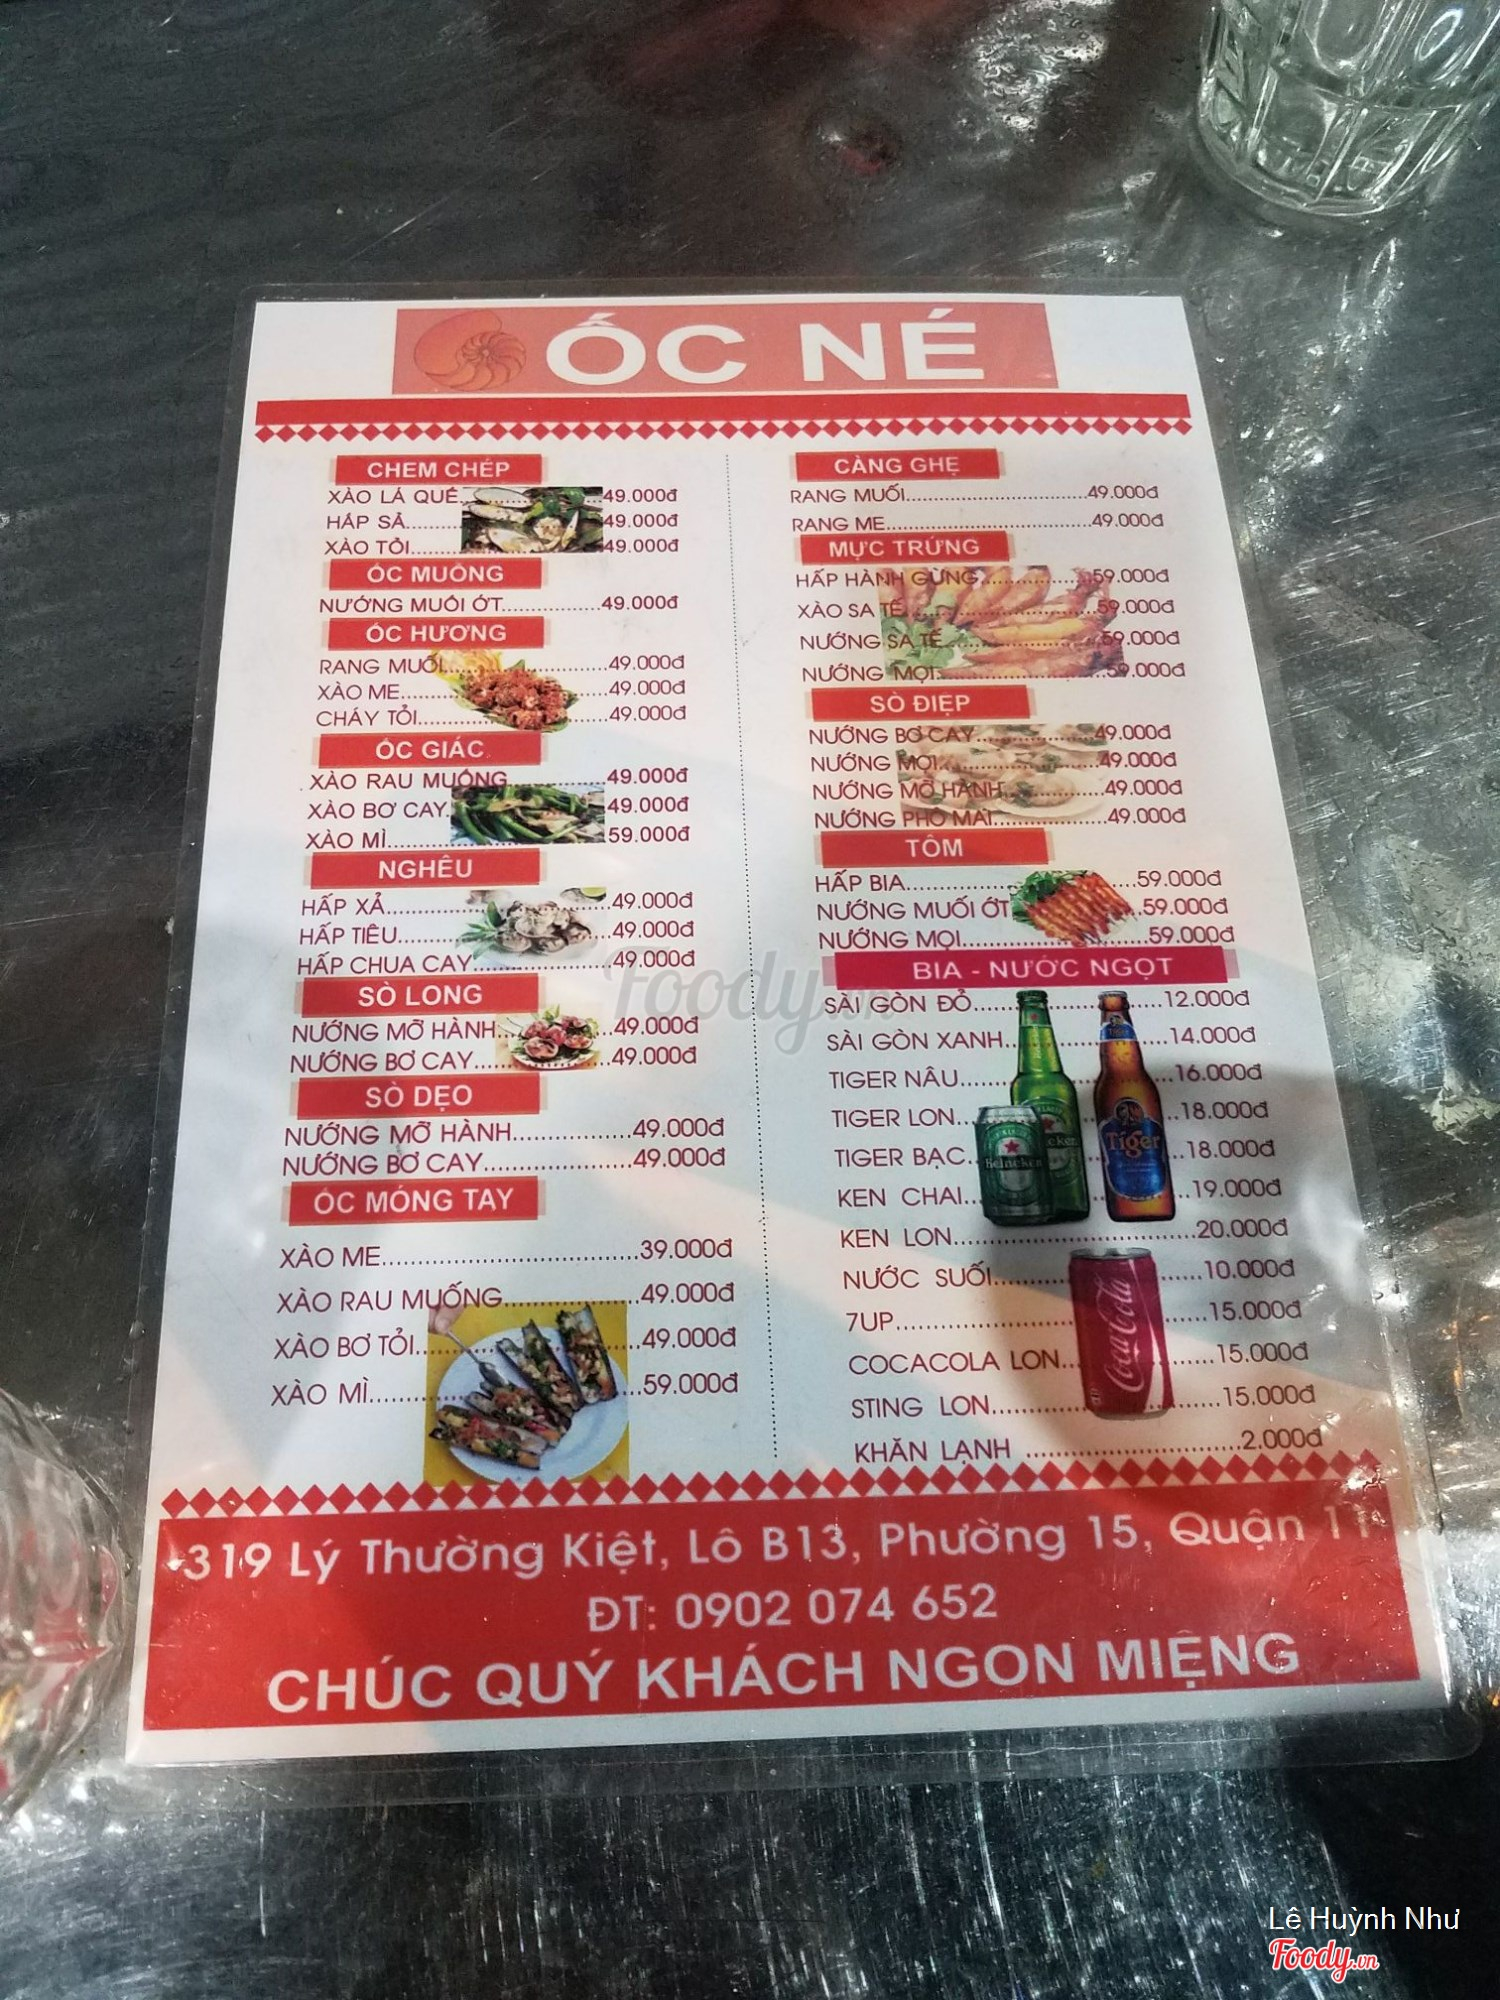 ỐC NÉ
CHEM CHÉP
XÀO LÁ QUẾ 49.000đ
HẤP SẢ 49.000đ
XÀO TỎI 49.000đ
ỐC MUỖNG
NƯỚNG MUỐI ỚT 49.000đ
ỐC HƯƠNG
RANG MUỐI 49.000đ
XÀO ME 49.000đ
CHÁY TỎI 49.000đ
ỐC GIÁC
XÀO RAU MUỐNG 49.000đ
XÀO BƠ CAY 49.000đ
XÀO MÌ 59.000đ
NGHÊU
HẤP XẢ 49.000đ
HẤP TIÊU 49.000đ
HẤP CHUA CAY 49.000đ
SÒ LONG
NƯỚNG MỠ HÀNH 49.000đ
NƯỚNG BƠ CAY 49.000đ
SÒ DẸO
NƯỚNG MỠ HÀNH 49.000đ
NƯỚNG BƠ CAY 49.000đ
ỐC MÓNG TAY
XÀO ME 39.000đ
XÀO RAU MUỐNG 49.000đ
XÀO BƠ TỎI 49.000đ
XÀO MÌ 59.000đ
CÀNG GHẸ
RANG MUỐI 49.000đ
RANG ME 49.000đ
MỰC TRỨNG
HẤP HÀNH GỪNG 59.000đ
XÀO SA TẾ 59.000đ
NƯỚNG SA TẾ 59.000đ
NƯỚNG MỌI 59.000đ
SÒ ĐIỆP
NƯỚNG BƠ CAY 49.000đ
NƯỚNG MỌI 49.000đ
NƯỚNG MỠ HÀNH 49.000đ
NƯỚNG PHÔ MAI 49.000đ
TÔM
HẤP BIA 59.000đ
NƯỚNG MUỐI ỚT 59.000đ
NƯỚNG MỌI 59.000đ
BIA - NƯỚC NGỌT
SÀI GÒN ĐỎ 12.000đ
SÀI GÒN XANH 14.000đ
TIGER NÂU 16.000đ
TIGER LON 18.000đ
TIGER BẠC 18.000đ
KEN CHAI 19.000đ
KEN LON 20.000đ
NƯỚC SUỐI 10.000đ
7UP 15.000đ
COCACOLA LON 15.000đ
STING LON 15.000đ
KHĂN LẠNH 2.000đ
Heineken
Tiger
Coca-Cola
319 Lý Thường Kiệt, Lô B13, Phường 15, Quận 11
ĐT: 0902 074 652
CHÚC QUÝ KHÁCH NGON MIỆNG
Foody.vn
Lê Huỳnh Như
Foody.vn